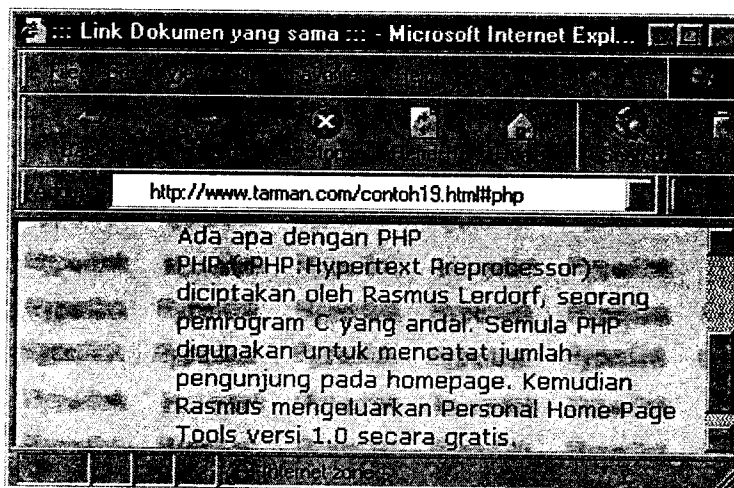 ::: Link Dokumen yang sama ::: - Microsoft Internet Expl...
http://www.tarman.com/contoh19.html#php
Ada apa dengan PHP
PHP ( PHP:Hypertext Preprocessor)
diciptakan oleh Rasmus Lerdorf, seorang
pemrogram C yang andal. Semula PHP
digunakan untuk mencatat jumlah
pengunjung pada homepage. Kemudian
Rasmus mengeluarkan Personal Home Page
Tools versi 1.0 secara gratis.
Internet zone